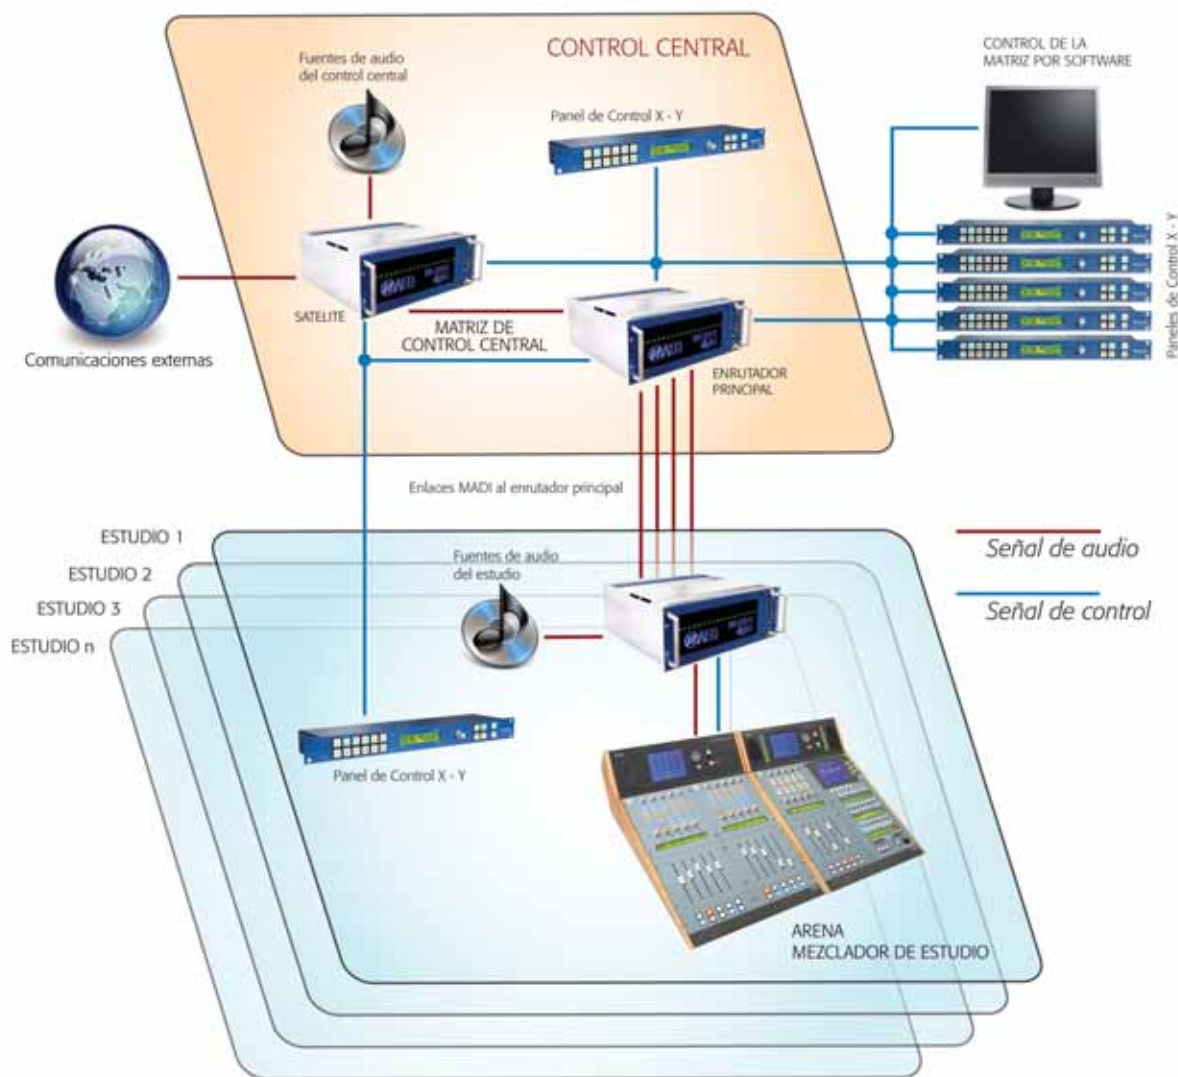 CONTROL CENTRAL
Fuentes de audio
del control central
Panel de Control X - Y
CONTROL DE LA
MATRIZ POR SOFTWARE
Paneles de Control X - Y
Comunicaciones externas
SATELITE
MATRIZ DE
CONTROL CENTRAL
ENRUTADOR
PRINCIPAL
Enlaces MADI al enrutador principal
ESTUDIO 1
ESTUDIO 2
ESTUDIO 3
ESTUDIO n
Fuentes de audio
del estudio
Señal de audio
Señal de control
Panel de Control X - Y
ARENA
MEZCLADOR DE ESTUDIO